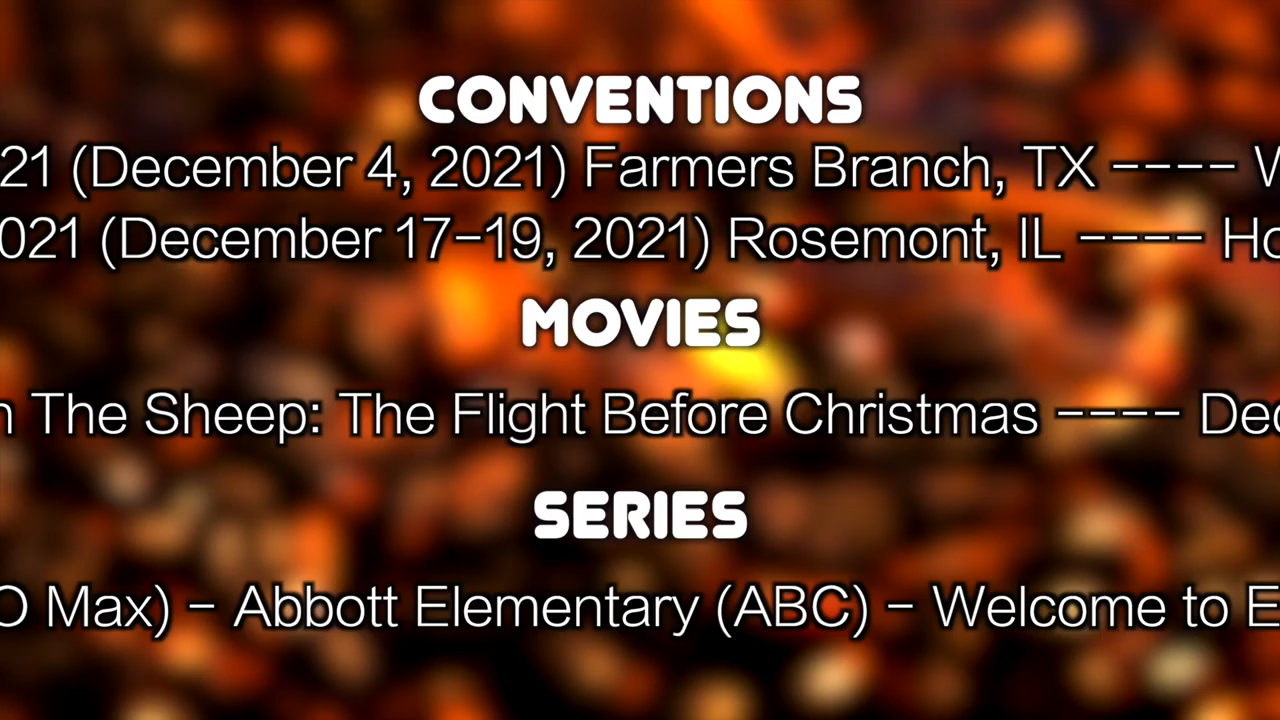 CONVENTIONS
21 (December 4, 2021) Farmers Branch, TX ---- W
021 (December 17-19, 2021) Rosemont, IL ---- Ho
MOVIES
n The Sheep: The Flight Before Christmas ---- Dec
SERIES
O Max) - Abbott Elementary (ABC) - Welcome to E